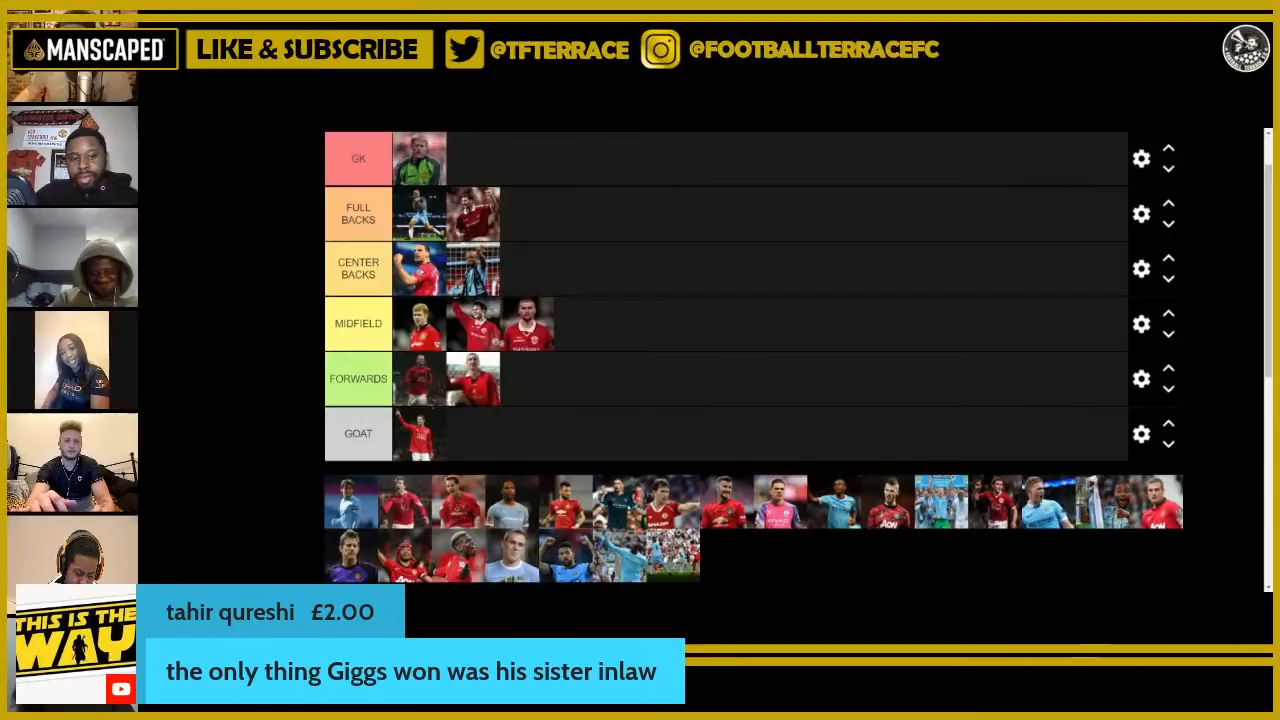 MANSCAPED
LIKE & SUBSCRIBE
@TFTERRACE
@FOOTBALLTERRACEFC
GK
FULL
BACKS
CENTER
BACKS
MIDFIELD
FORWARDS
GOAT
THIS IS THE
WAY
tahir qureshi £2.00
the only thing Giggs won was his sister inlaw